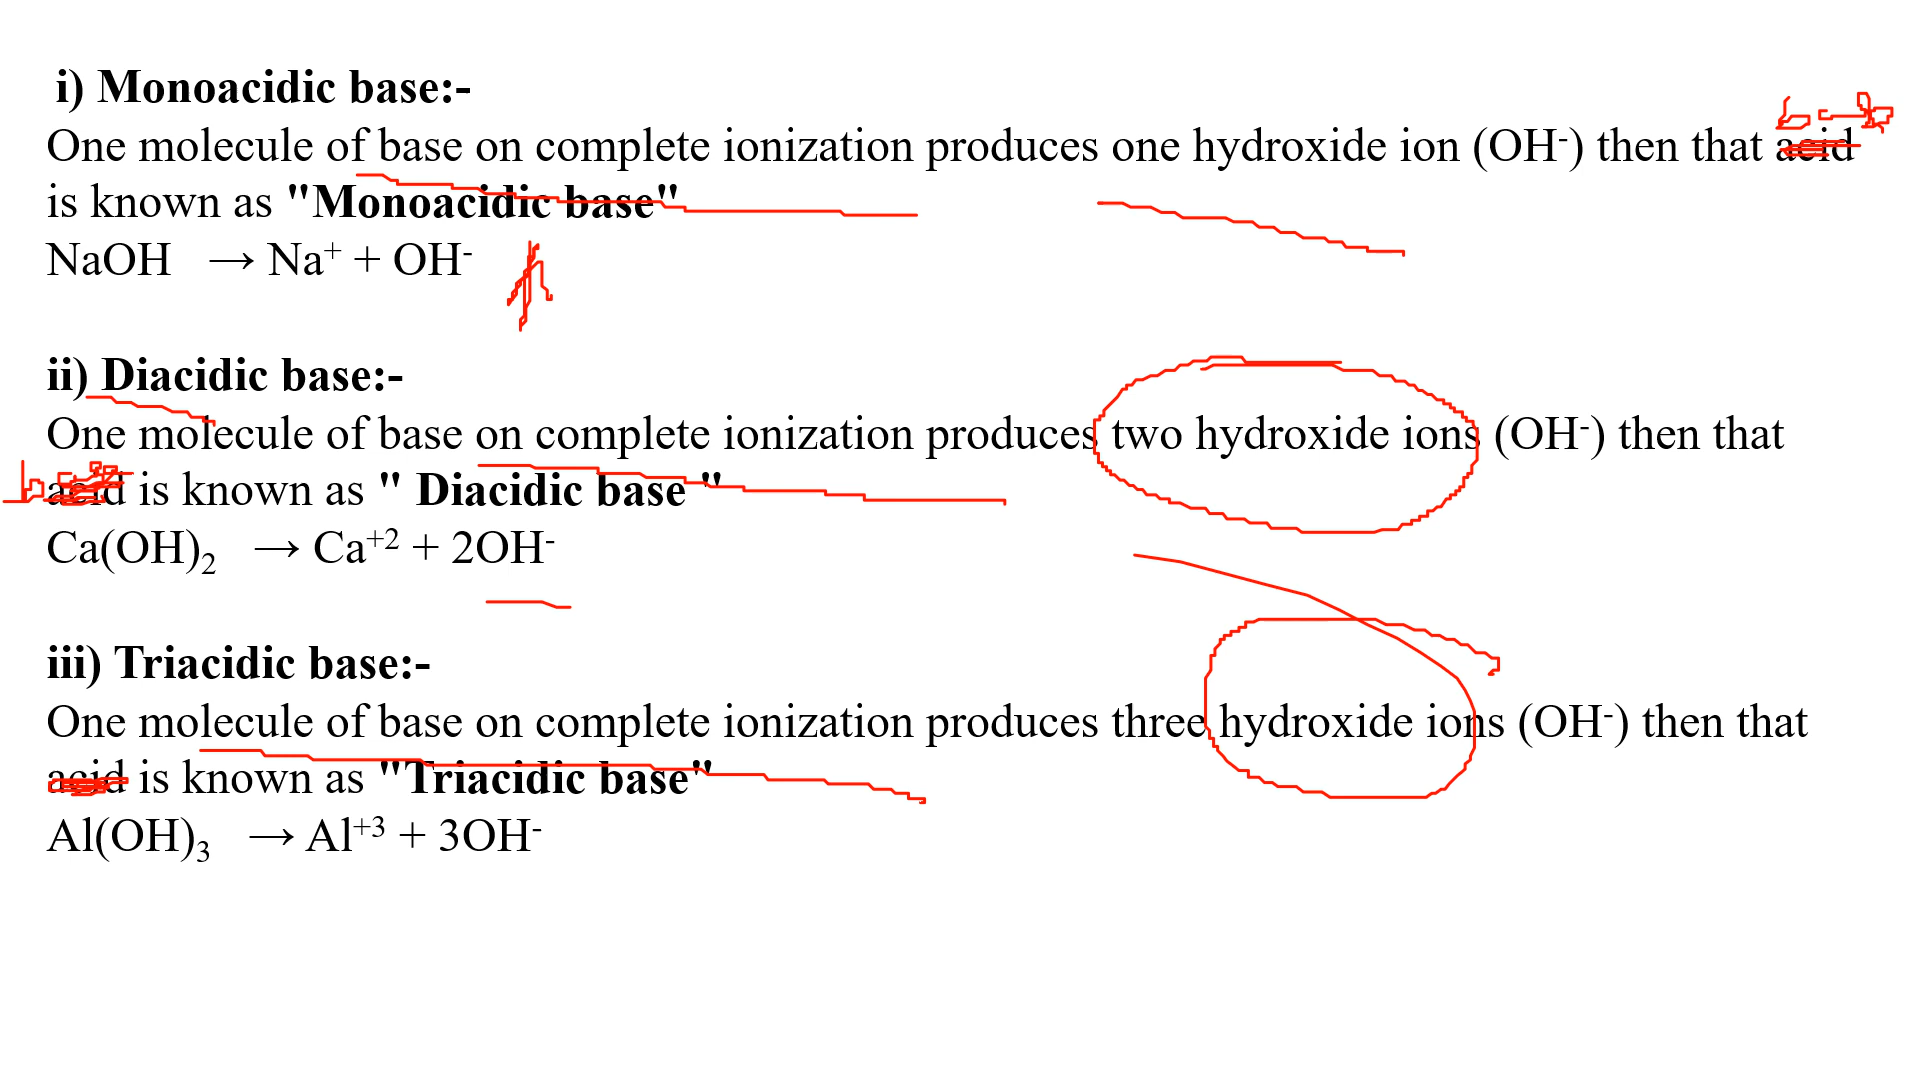 i) Monoacidic base:-
One molecule of base on complete ionization produces one hydroxide ion (OH-) then that acid
is known as "Monoacidic base"
NaOH → Na⁺ + OH⁻
ii) Diacidic base:-
One molecule of base on complete ionization produces two hydroxide ions (OH-) then that
acid is known as " Diacidic base "
Ca(OH)₂ → Ca⁺² + 2OH⁻
iii) Triacidic base:-
One molecule of base on complete ionization produces three hydroxide ions (OH-) then that
acid is known as "Triacidic base"
Al(OH)₃ → Al⁺³ + 3OH⁻